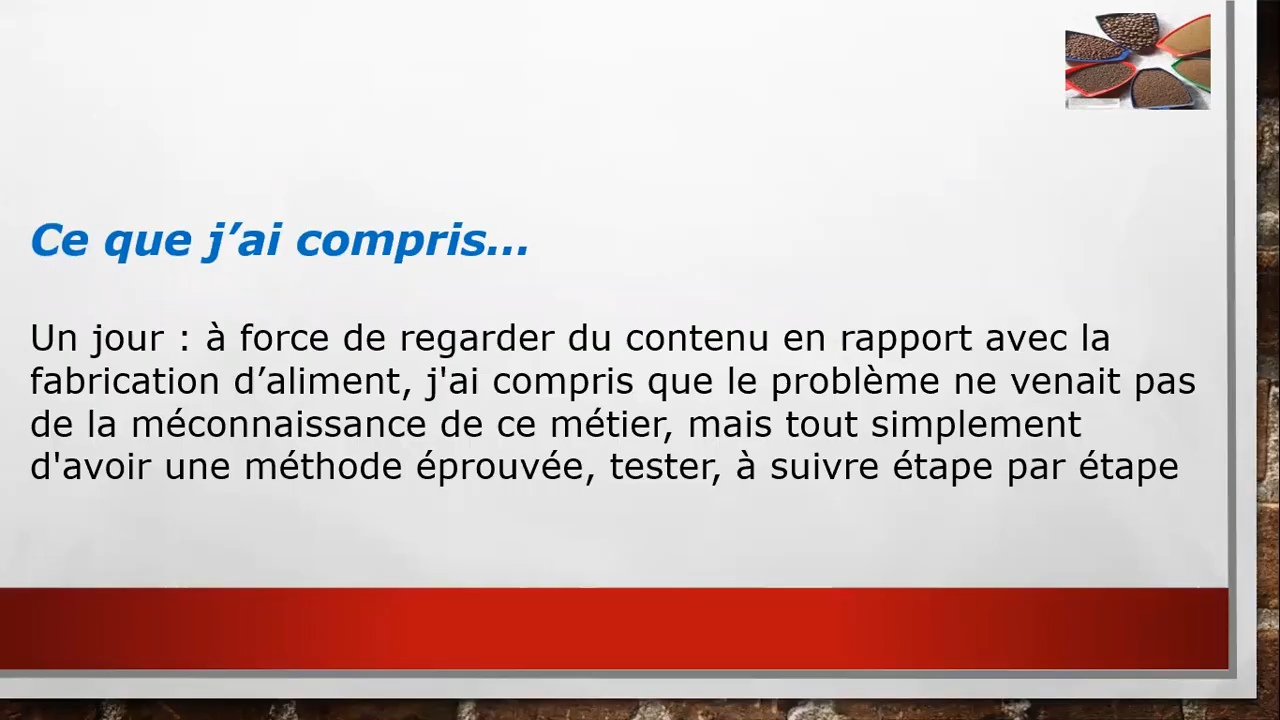 Ce que j’ai compris...
Un jour : à force de regarder du contenu en rapport avec la
fabrication d’aliment, j'ai compris que le problème ne venait pas
de la méconnaissance de ce métier, mais tout simplement
d'avoir une méthode éprouvée, tester, à suivre étape par étape